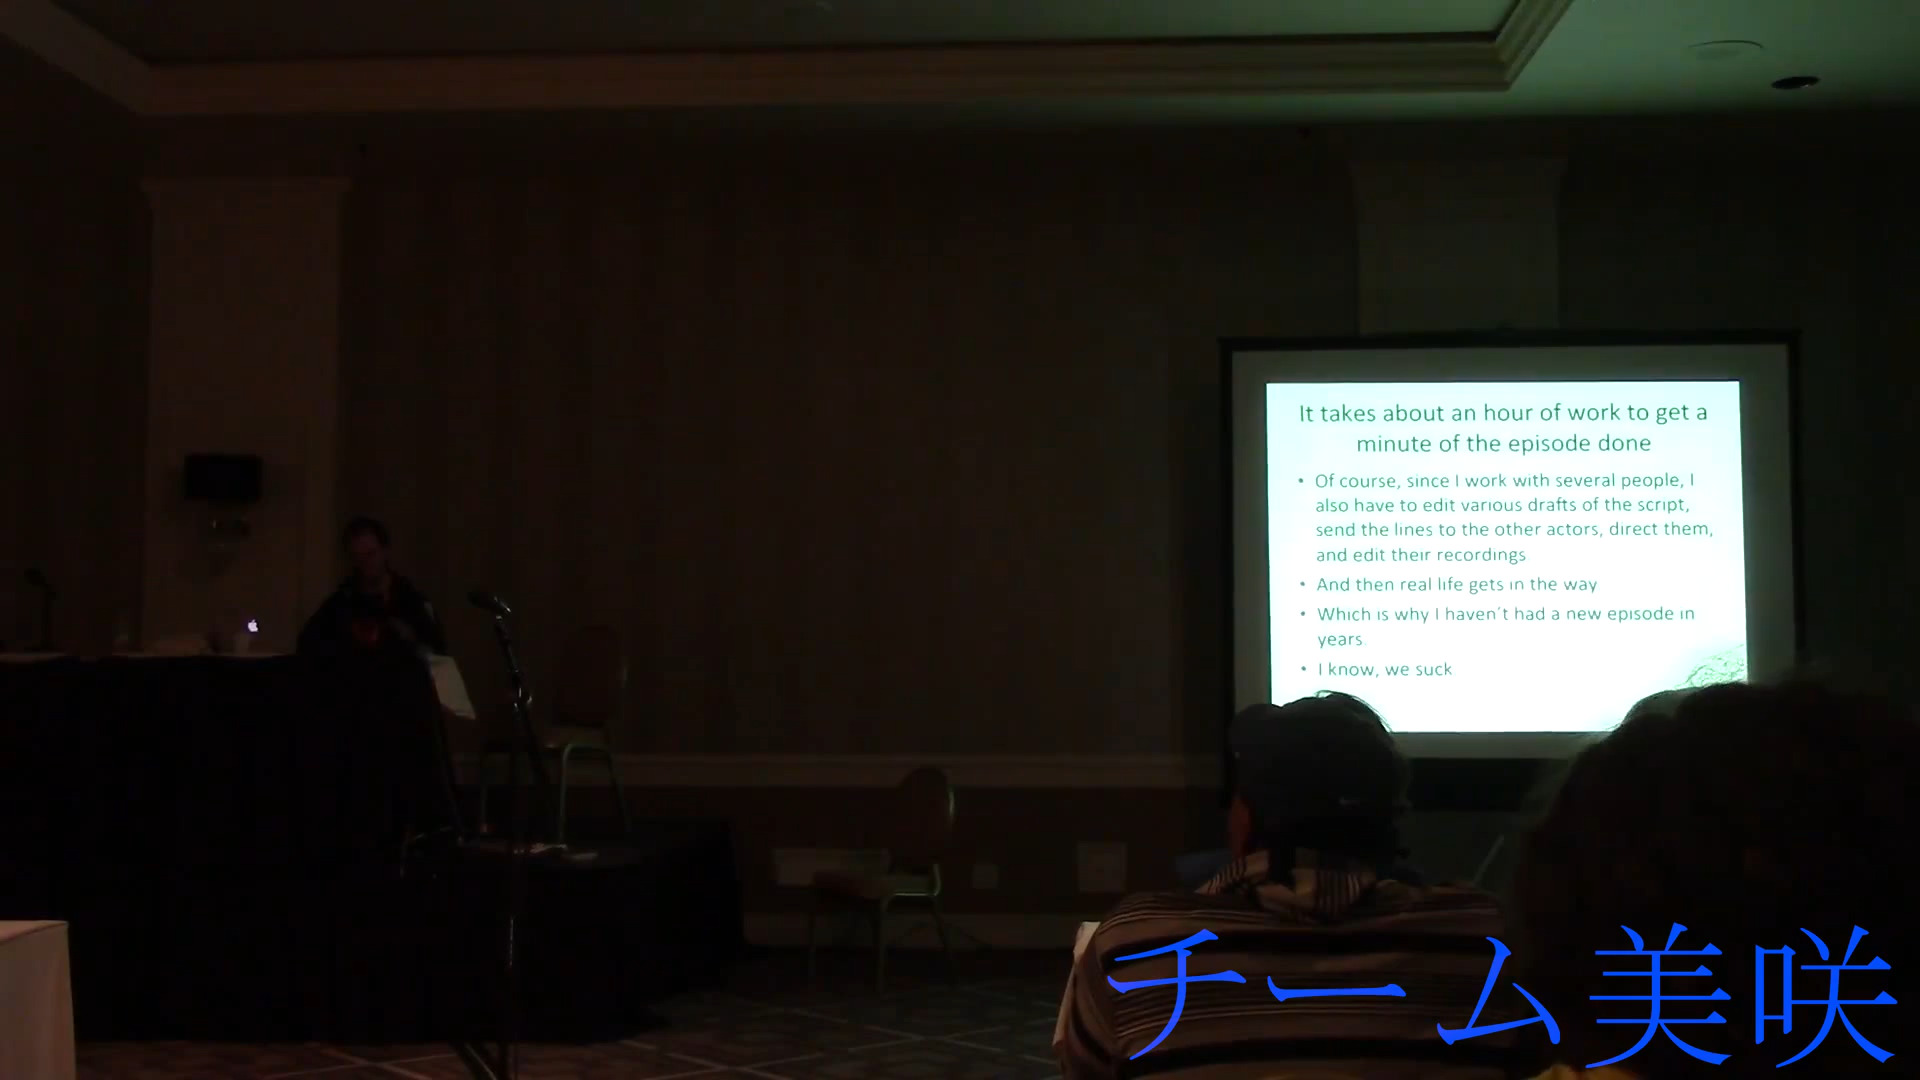 It takes about an hour of work to get a
minute of the episode done
• Of course, since I work with several people, I
also have to edit various drafts of the script,
send the lines to the other actors, direct them,
and edit their recordings
• And then real life gets in the way
• Which is why I haven't had a new episode in
years.
• I know, we suck
チーム美咲